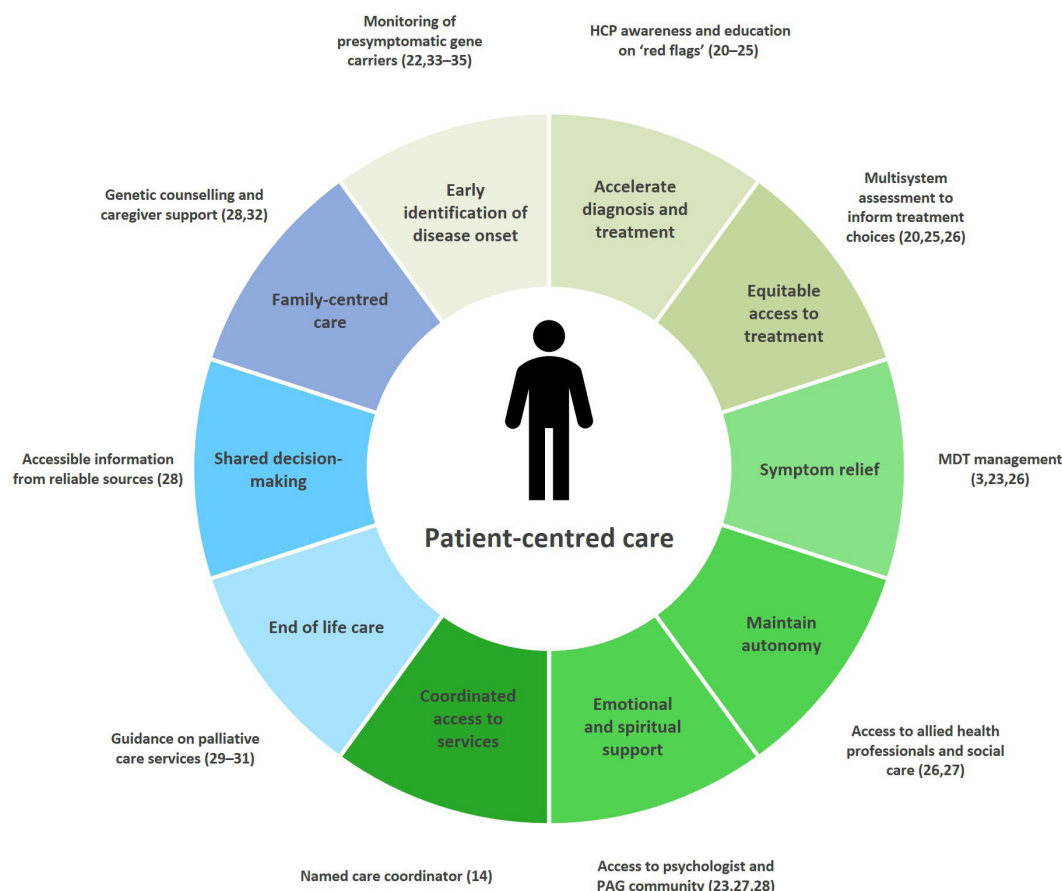 Monitoring of
presymptomatic gene
carriers (22,33–35)
HCP awareness and education
on ‘red flags’ (20–25)
Genetic counselling and
caregiver support (28,32)
Early
identification of
disease onset
Accelerate
diagnosis and
treatment
Multisystem
assessment to
inform treatment
choices (20,25,26)
Family-centred
care
Equitable
access to
treatment
Accessible information
from reliable sources (28)
Shared decision-
making
Symptom relief
MDT management
(3,23,26)
Patient-centred care
End of life care
Maintain
autonomy
Coordinated
access to
services
Emotional
and spiritual
support
Guidance on palliative
care services (29–31)
Access to allied health
professionals and social
care (26,27)
Named care coordinator (14)
Access to psychologist and
PAG community (23,27,28)